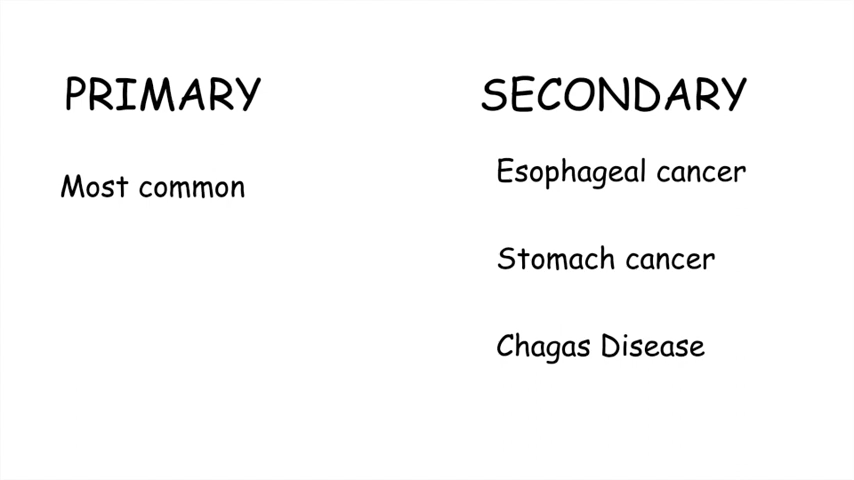 PRIMARY
Most common
SECONDARY
Esophageal cancer
Stomach cancer
Chagas Disease